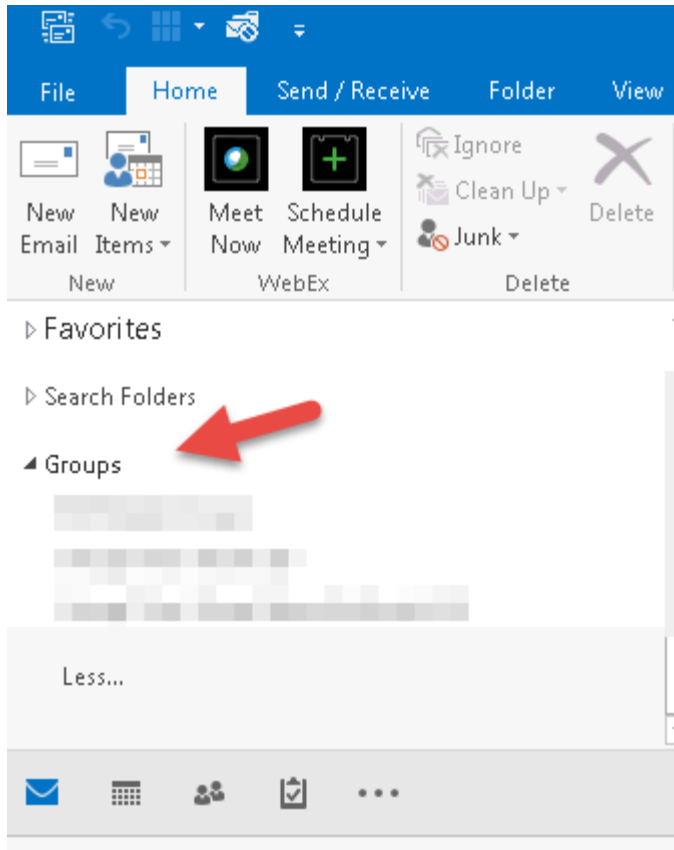 File Home Send / Receive Folder View
Ignore
Clean Up
Delete
New Email
New Items
Meet Now
Schedule Meeting
Junk
New WebEx Delete
Favorites
Search Folders
Groups
Less...